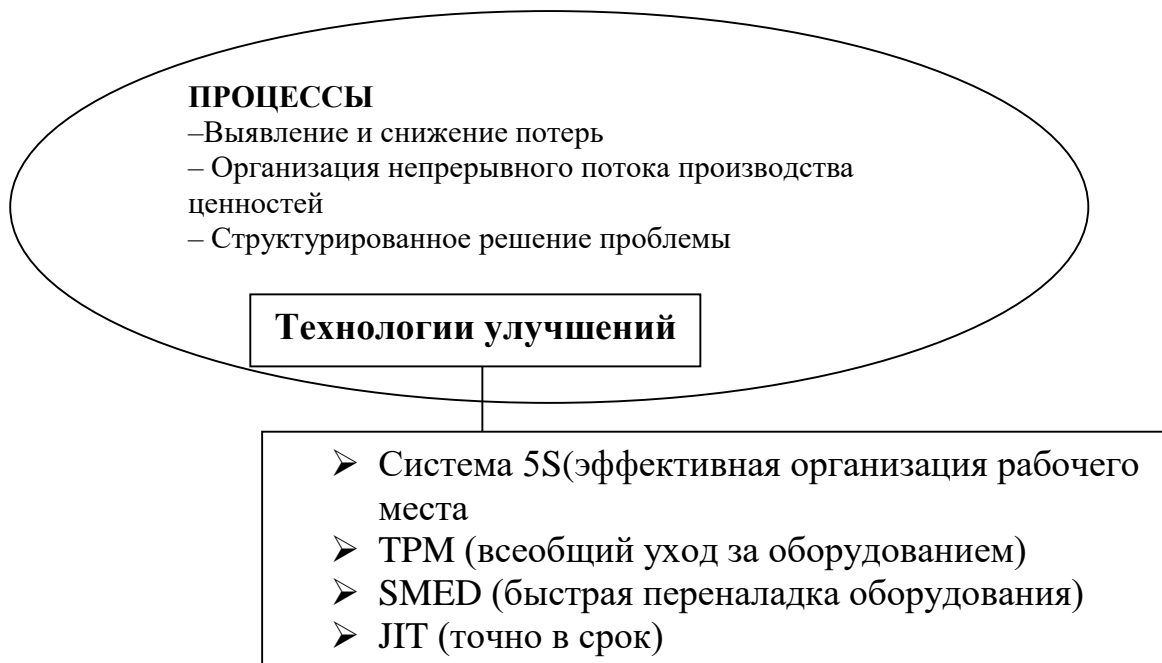 ПРОЦЕССЫ
–Выявление и снижение потерь
– Организация непрерывного потока производства
ценностей
– Структурированное решение проблемы
Технологии улучшений
➢ Система 5S(эффективная организация рабочего
места
➢ TPM (всеобщий уход за оборудованием)
➢ SMED (быстрая переналадка оборудования)
➢ JIT (точно в срок)